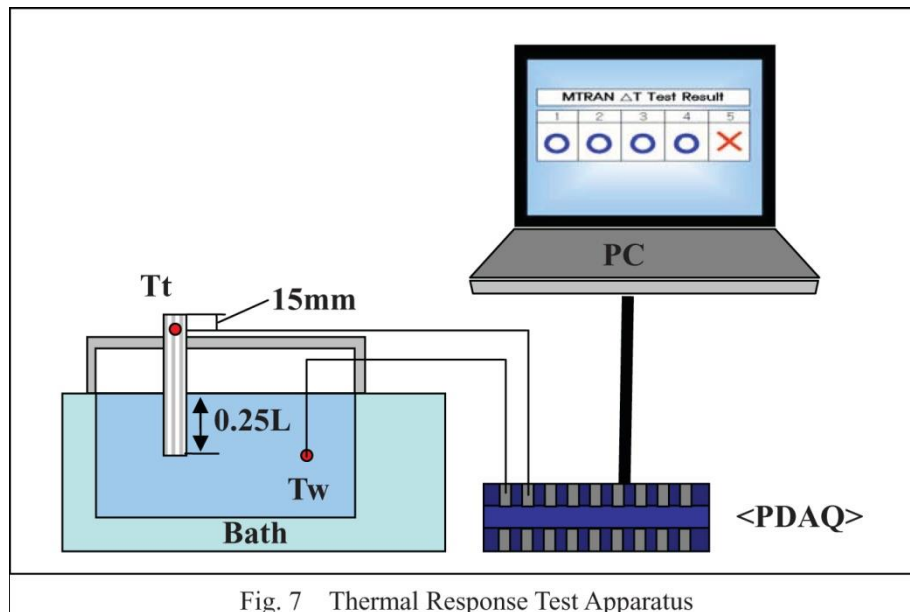 MTRAN △T Test Result
1 2 3 4 5
O O O O X
PC
Tt
15mm
0.25L
Tw
Bath
<PDAQ>
Fig. 7 Thermal Response Test Apparatus